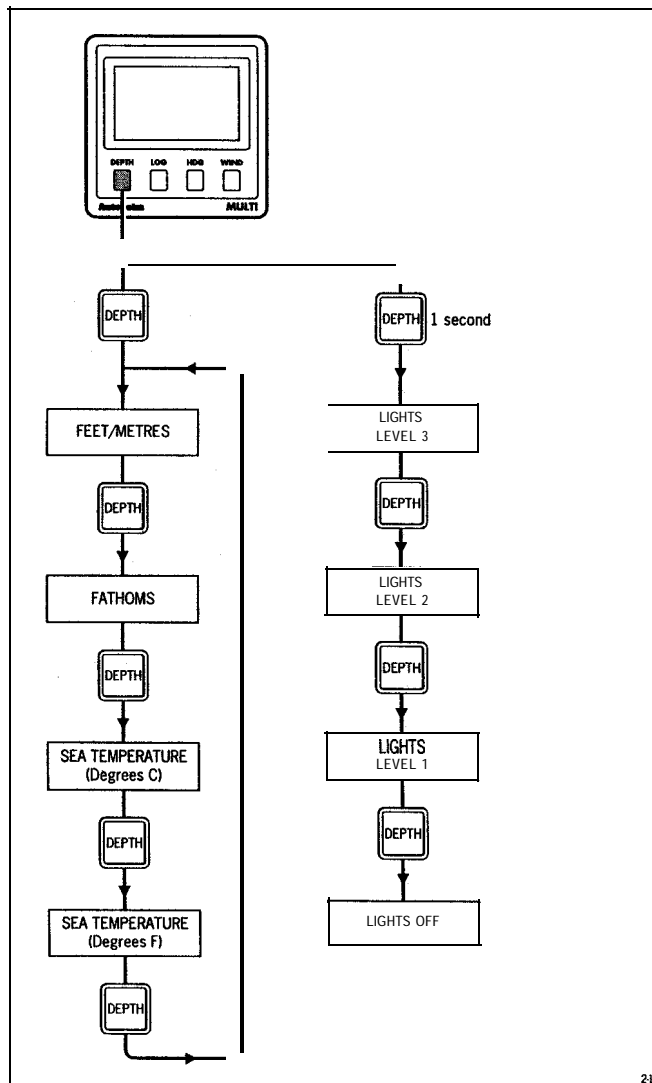 DEPTH LOG HDG WIND
MULTI
DEPTH
DEPTH 1 second
FEET/METRES
LIGHTS
LEVEL 3
DEPTH
DEPTH
FATHOMS
LIGHTS
LEVEL 2
DEPTH
DEPTH
SEA TEMPERATURE
(Degrees C)
LIGHTS
LEVEL 1
DEPTH
DEPTH
SEA TEMPERATURE
(Degrees F)
LIGHTS OFF
DEPTH